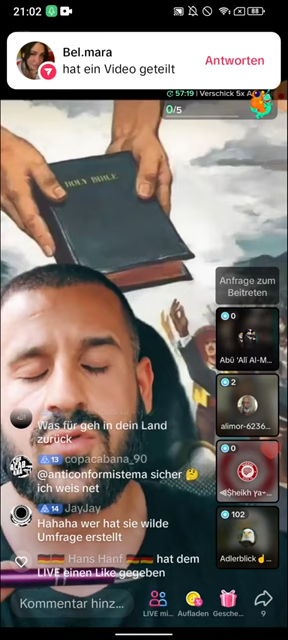 21:02
88
Bel.mara
hat ein Video geteilt
Antworten
57:19 | Verschick 5x
0/5
HOLY BIBLE
Anfrage zum
Beitreten
0
Abū 'Alī Al-M...
2
alimor-6236...
0
102
Adlerblick☝...
Was für geh in dein Land
zurück
13 copacabana_90
@anticonformistema sicher 🤔
ich weis net
14 JayJay
Hahaha wer hat sie wilde
Umfrage erstellt
🇩🇪 Hans Hanf 🇩🇪 hat dem
LIVE einen Like gegeben
Kommentar hinz...
LIVE mi...
Aufladen
Gesche...
9